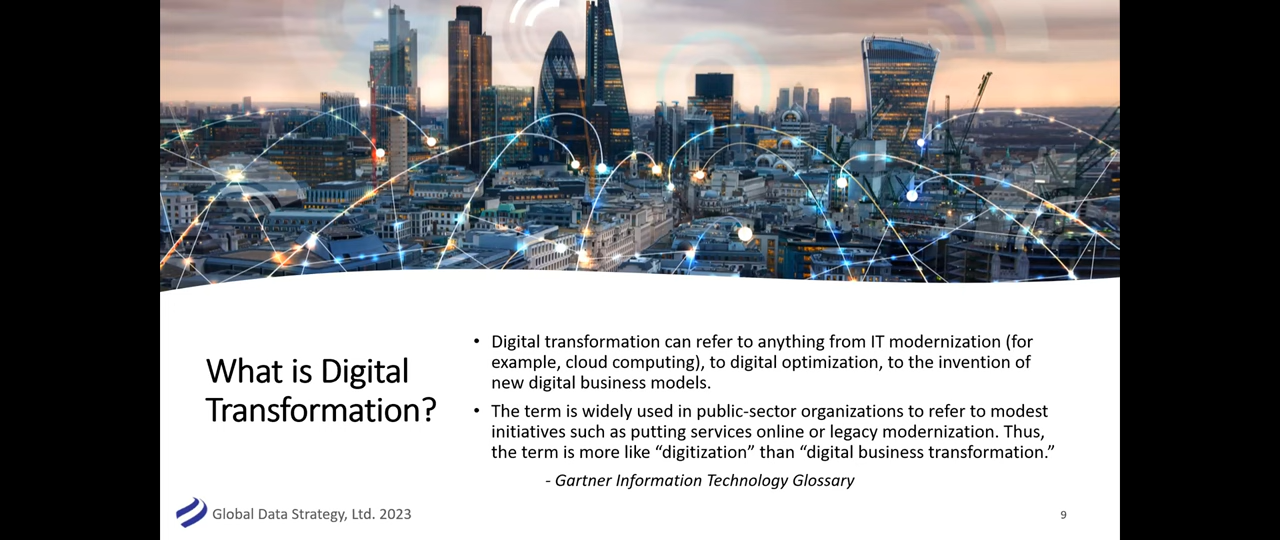 What is Digital
Transformation?
• Digital transformation can refer to anything from IT modernization (for
example, cloud computing), to digital optimization, to the invention of
new digital business models.
• The term is widely used in public-sector organizations to refer to modest
initiatives such as putting services online or legacy modernization. Thus,
the term is more like “digitization” than “digital business transformation.”
- Gartner Information Technology Glossary
Global Data Strategy, Ltd. 2023
9